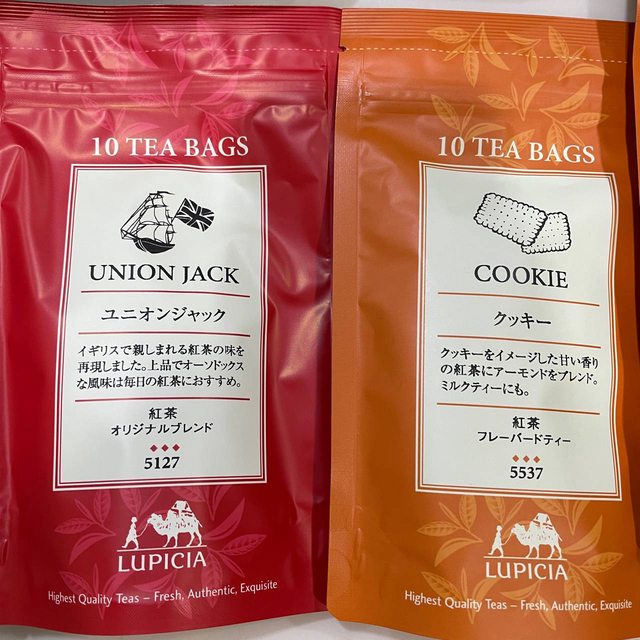 10 TEA BAGS
UNION JACK
ユニオンジャック
イギリスで親しまれる紅茶の味を
再現しました。上品でオーソドックス
な風味は毎日の紅茶におすすめ。
紅茶
オリジナルブレンド
5127
LUPICIA
Highest Quality Teas – Fresh, Authentic, Exquisite
10 TEA BAGS
COOKIE
クッキー
クッキーをイメージした甘い香り
の紅茶にアーモンドをブレンド。
ミルクティーにも。
紅茶
フレーバードティー
5537
LUPICIA
Highest Quality Teas – Fresh, Authentic, Exquisite